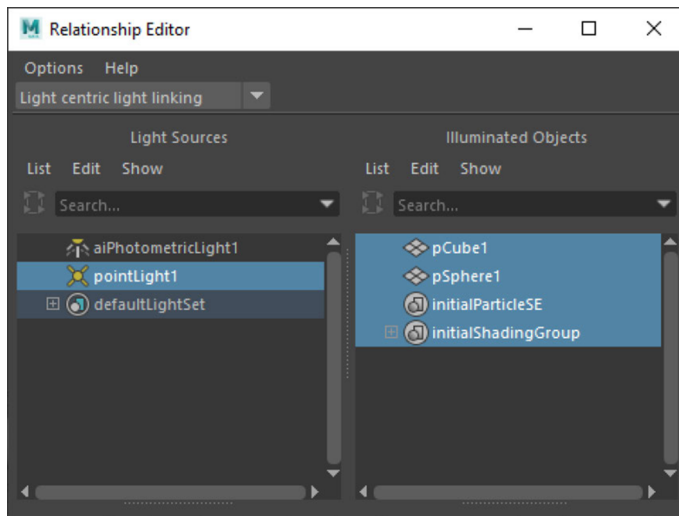 Relationship Editor
Options Help
Light centric light linking
Light Sources
List Edit Show
Search...
aiPhotometricLight1
pointLight1
defaultLightSet
Illuminated Objects
List Edit Show
Search...
pCube1
pSphere1
initialParticleSE
initialShadingGroup